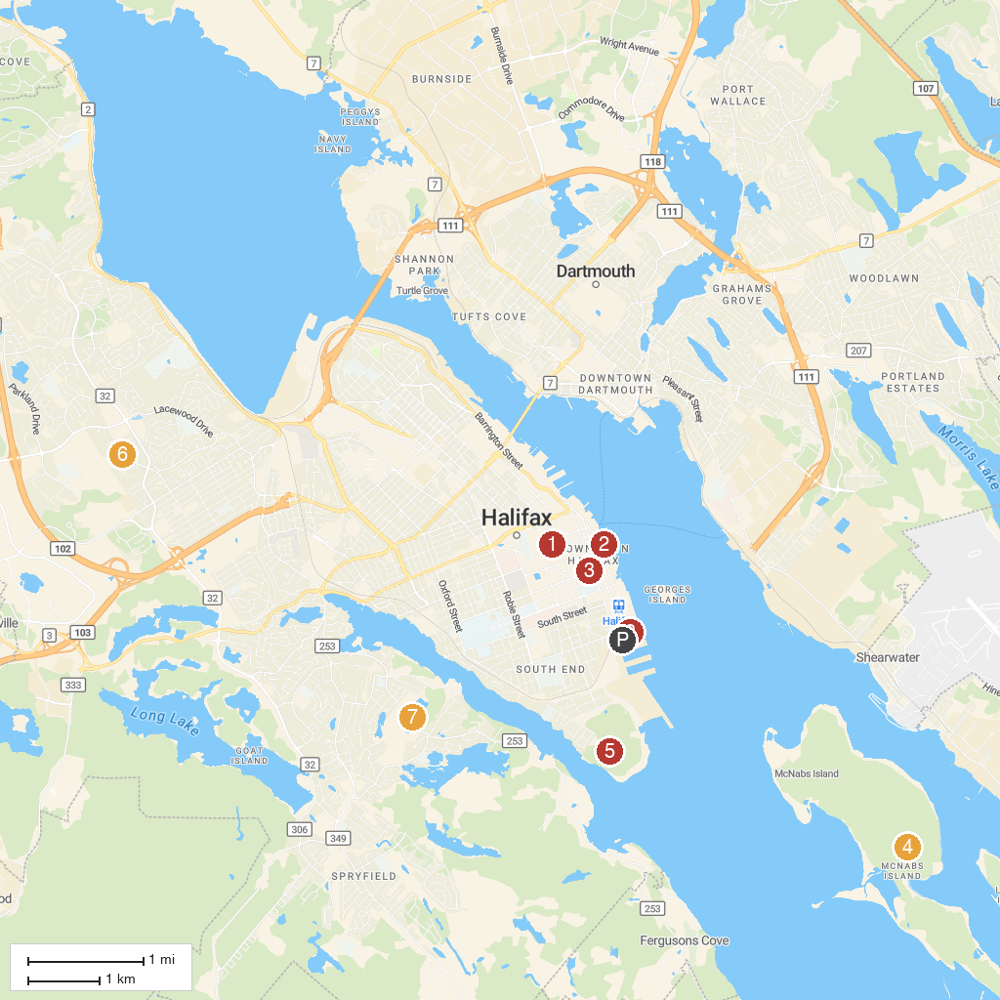 COVE
7
BURNSIDE
Burnside Drive
Wright Avenue
PORT
WALLACE
107
2
PEGGYS
ISLAND
Commodore Drive
NAVY
ISLAND
118
7
111
111
7
SHANNON
PARK
Turtle Grove
Dartmouth
WOODLAWN
GRAHAMS
GROVE
TUFTS COVE
207
7
DOWNTOWN
DARTMOUTH
Pleasant Street
111
PORTLAND
ESTATES
Parkland Drive
32
Lacewood Drive
Barrington Street
Morris Lake
6
Halifax
1
2
3
102
32
Oxford Street
Robie Street
South Street
GEORGES
ISLAND
ville
3
103
253
P
SOUTH END
Shearwater
333
Long Lake
7
253
GOAT
ISLAND
32
5
McNabs Island
306
349
4
MCNABS
ISLAND
SPRYFIELD
253
Fergusons Cove
1 mi
1 km